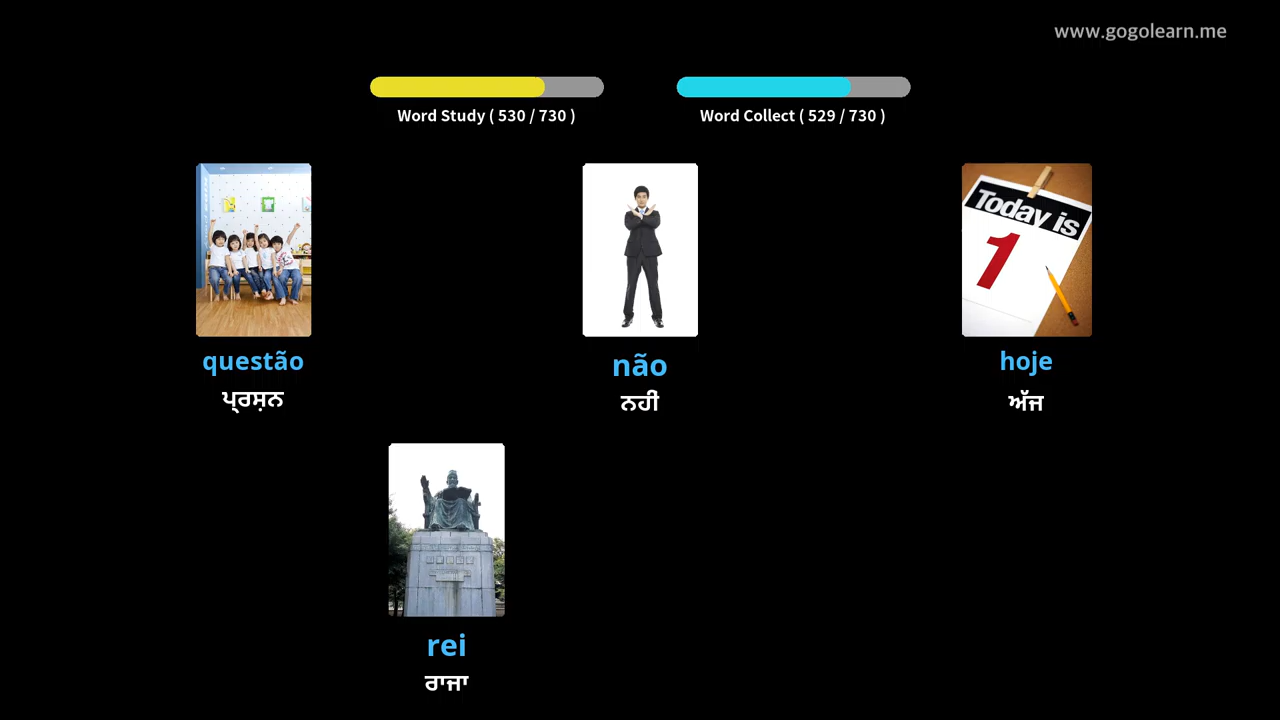 www.gogolearn.me
Word Study ( 530 / 730 )
Word Collect ( 529 / 730 )
Today is
1
questão
ਪ੍ਰਸ਼ਨ
não
ਨਹੀਂ
hoje
ਅੱਜ
rei
ਰਾਜਾ